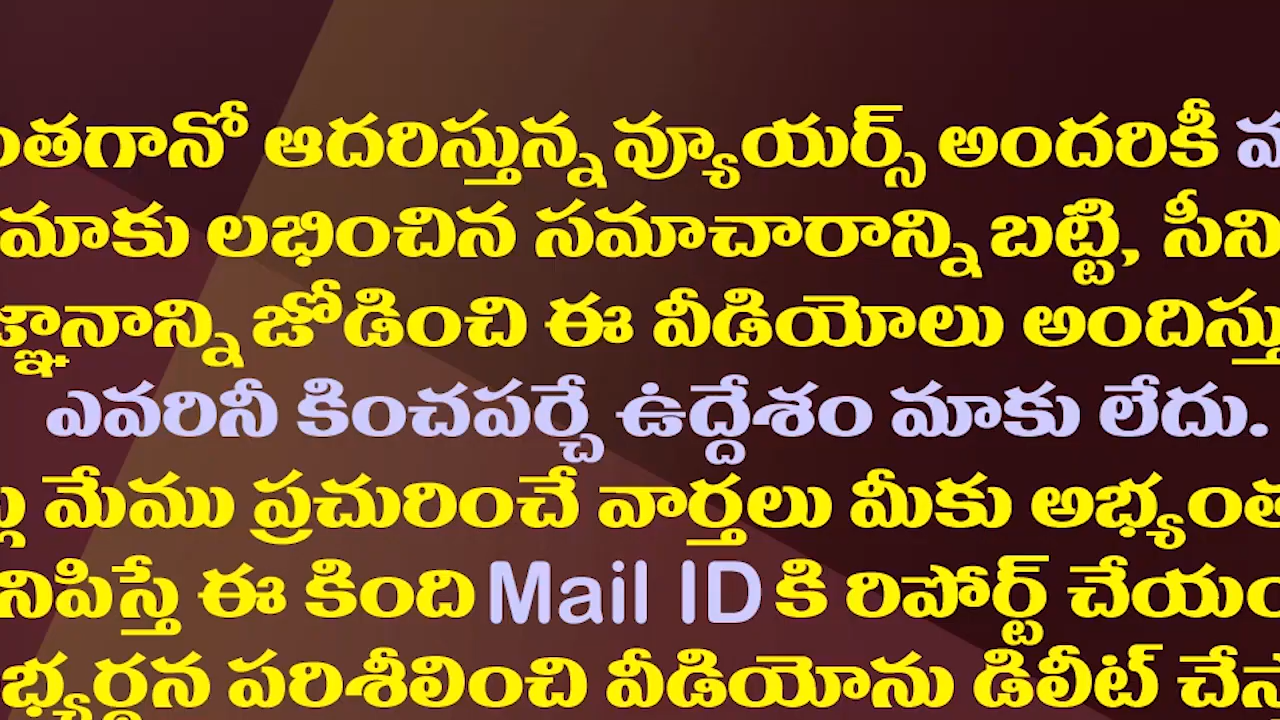 ంతగానో ఆదరిస్తున్న వ్యూయర్స్ అందరికీ
మాకు లభించిన సమాచారాన్ని బట్టి, సీని
జ్ఞానాన్ని జోడించి ఈ వీడియోలు అందిస్తు
ఎవరినీ కించపర్చే ఉద్దేశం మాకు లేదు.
మేము ప్రచురించే వార్తలు మీకు అభ్యంత
నిపిస్తే ఈ కింది Mail ID కి రిపోర్ట్ చేయం
భ్యర్థన పరిశీలించి వీడియోను డిలీట్ చేస